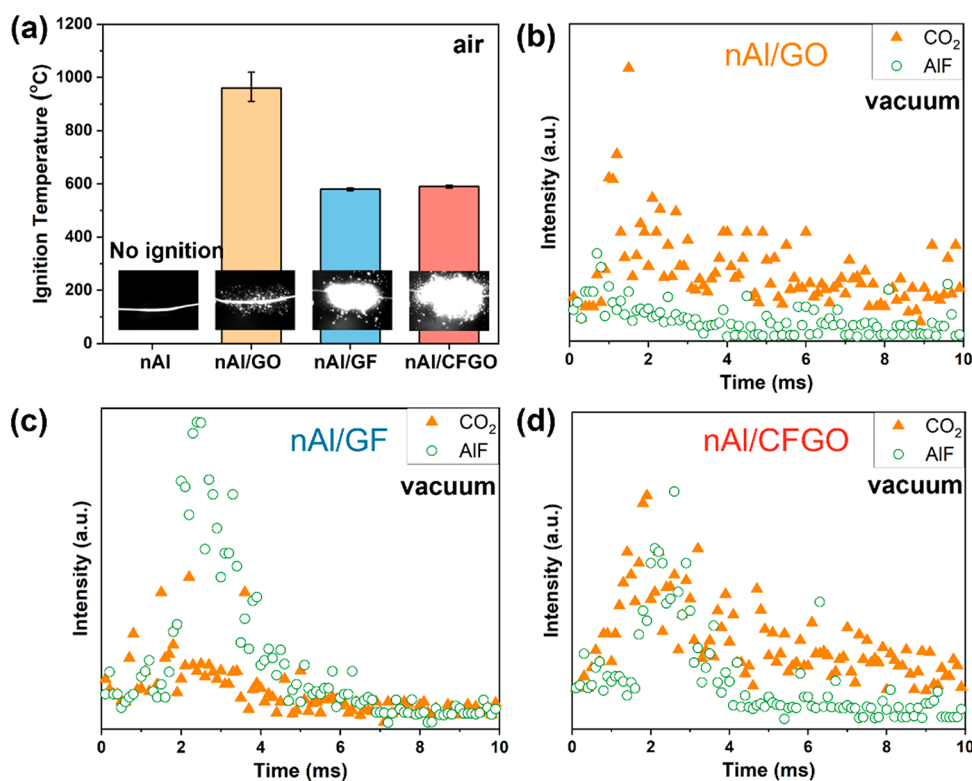 (a)
air
Ignition Temperature (°C)
1200
1000
800
600
400
200
0
No ignition
nAl
nAl/GO
nAl/GF
nAl/CFGO
(b)
nAl/GO
CO₂
AlF
vacuum
Intensity (a.u.)
0 2 4 6 8 10
Time (ms)
(c)
nAl/GF
CO₂
AlF
vacuum
Intensity (a.u.)
0 2 4 6 8 10
Time (ms)
(d)
nAl/CFGO
CO₂
AlF
vacuum
Intensity (a.u.)
0 2 4 6 8 10
Time (ms)